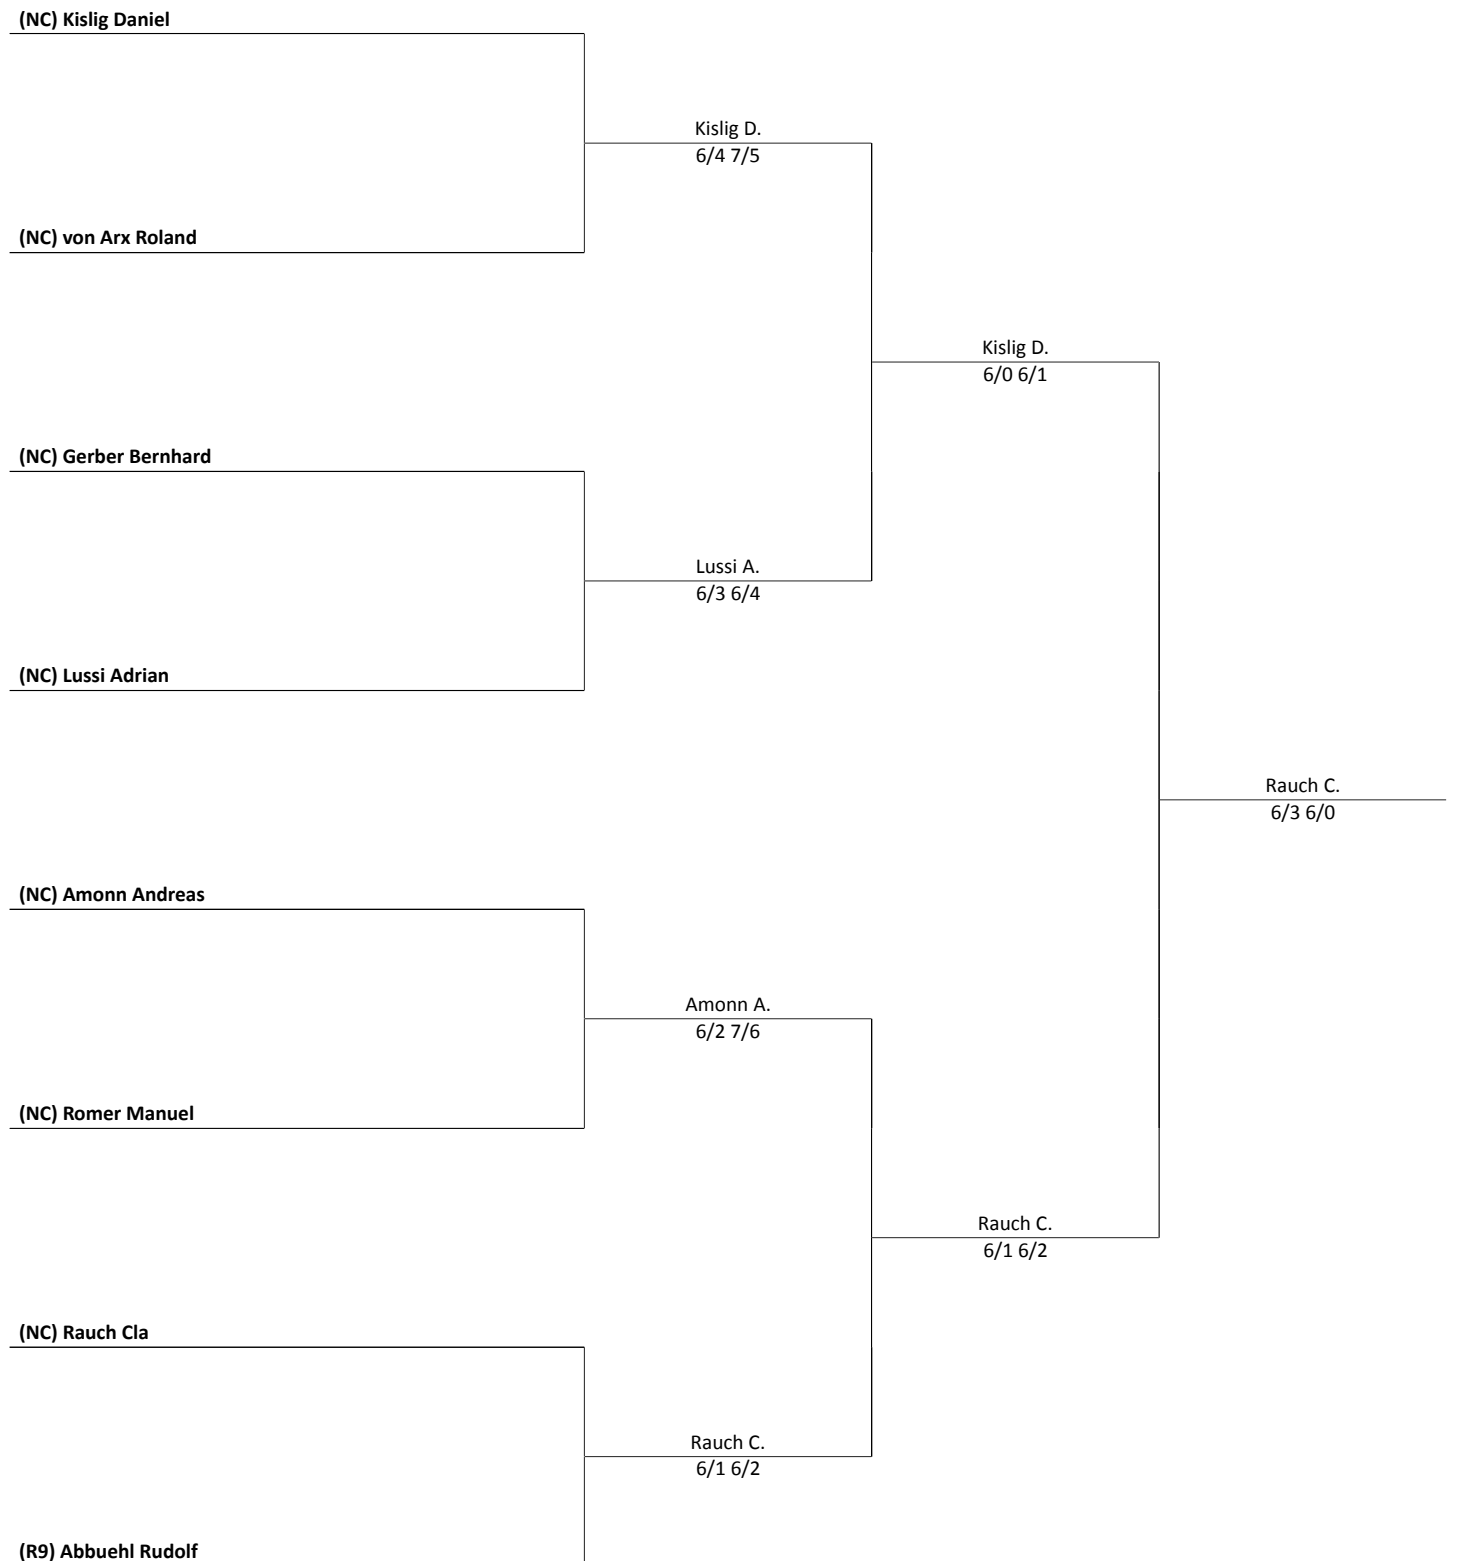 (NC) Kislig Daniel
Kislig D.
6/4 7/5
(NC) von Arx Roland
Kislig D.
6/0 6/1
(NC) Gerber Bernhard
Lussi A.
6/3 6/4
(NC) Lussi Adrian
Rauch C.
6/3 6/0
(NC) Amonn Andreas
Amonn A.
6/2 7/6
(NC) Romer Manuel
Rauch C.
6/1 6/2
(NC) Rauch Cla
Rauch C.
6/1 6/2
(R9) Abbuehl Rudolf